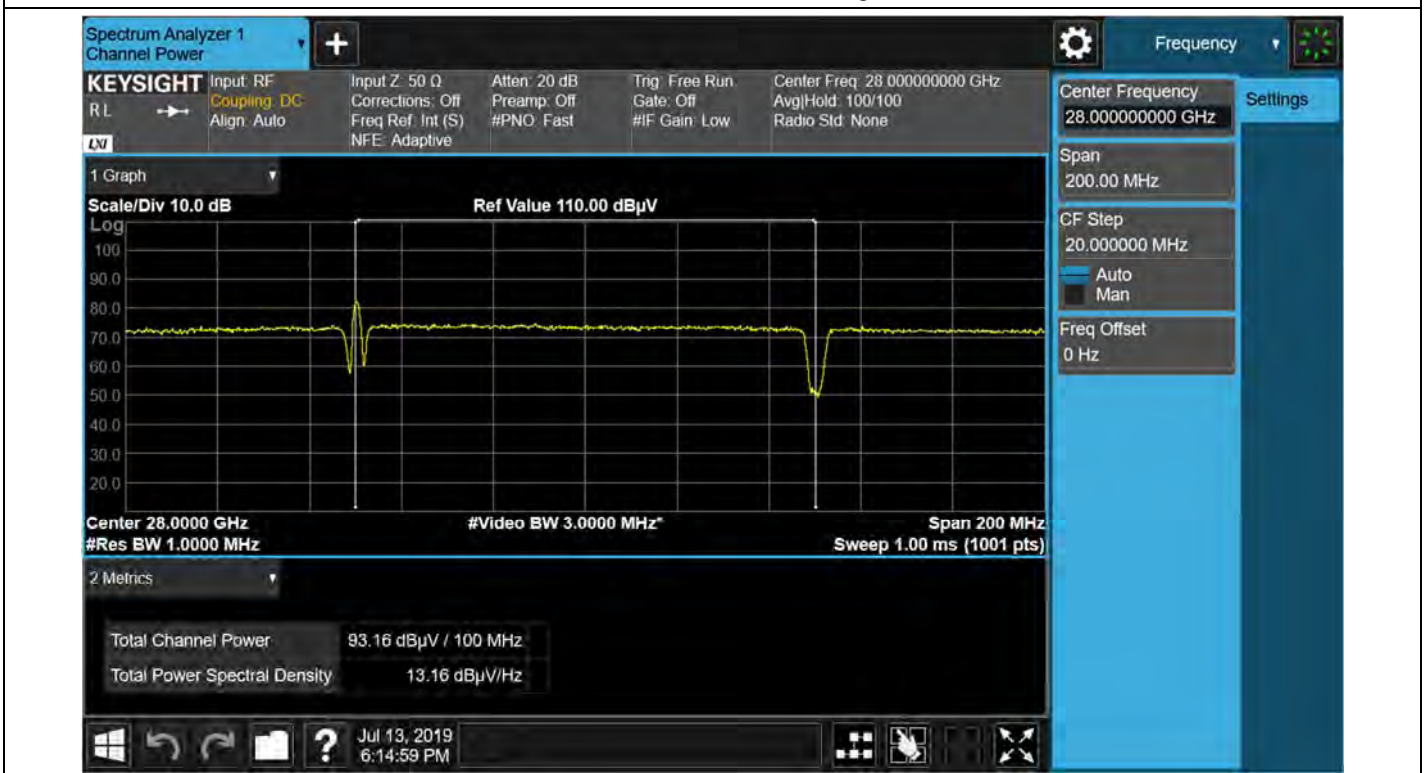 Spectrum Analyzer 1
Channel Power
+
Frequency
KEYSIGHT
RL
LXI
Input: RF
Coupling: DC
Align: Auto
Input Z: 50 Ω
Corrections: Off
Freq Ref: Int (S)
NFE: Adaptive
Atten: 20 dB
Preamp: Off
#PNO: Fast
Trig: Free Run
Gate: Off
#IF Gain: Low
Center Freq: 28.000000000 GHz
Avg|Hold: 100/100
Radio Std: None
Center Frequency
28.000000000 GHz
Settings
Span
200.00 MHz
CF Step
20.000000 MHz
Auto
Man
Freq Offset
0 Hz
1 Graph
Scale/Div 10.0 dB
Ref Value 110.00 dBµV
Log
100
90.0
80.0
70.0
60.0
50.0
40.0
30.0
20.0
Center 28.0000 GHz
#Video BW 3.0000 MHz*
Span 200 MHz
#Res BW 1.0000 MHz
Sweep 1.00 ms (1001 pts)
2 Metrics
Total Channel Power 93.16 dBµV / 100 MHz
Total Power Spectral Density 13.16 dBµV/Hz
?
Jul 13, 2019
6:14:59 PM